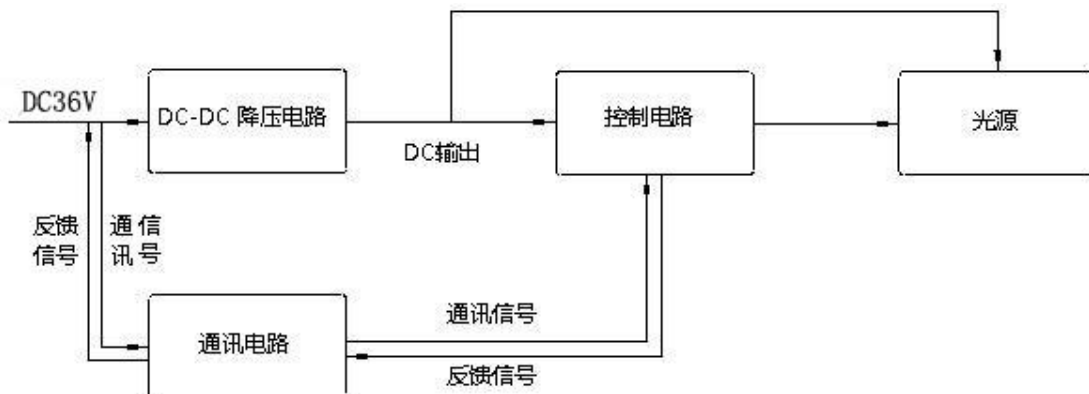 DC36V
DC-DC 降压电路
控制电路
光源
DC输出
反馈
信号
通信
讯号
通讯信号
通讯电路
反馈信号